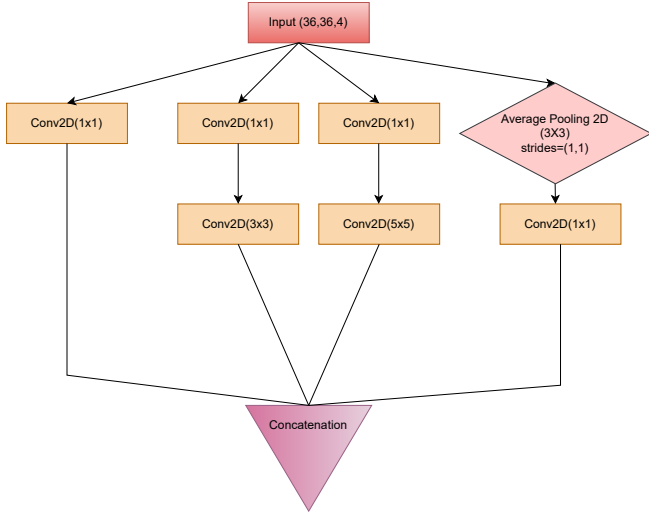 Input (36,36,4)
Conv2D(1x1)
Conv2D(1x1)
Conv2D(1x1)
Average Pooling 2D
(3X3)
strides=(1,1)
Conv2D(3x3)
Conv2D(5x5)
Conv2D(1x1)
Concatenation